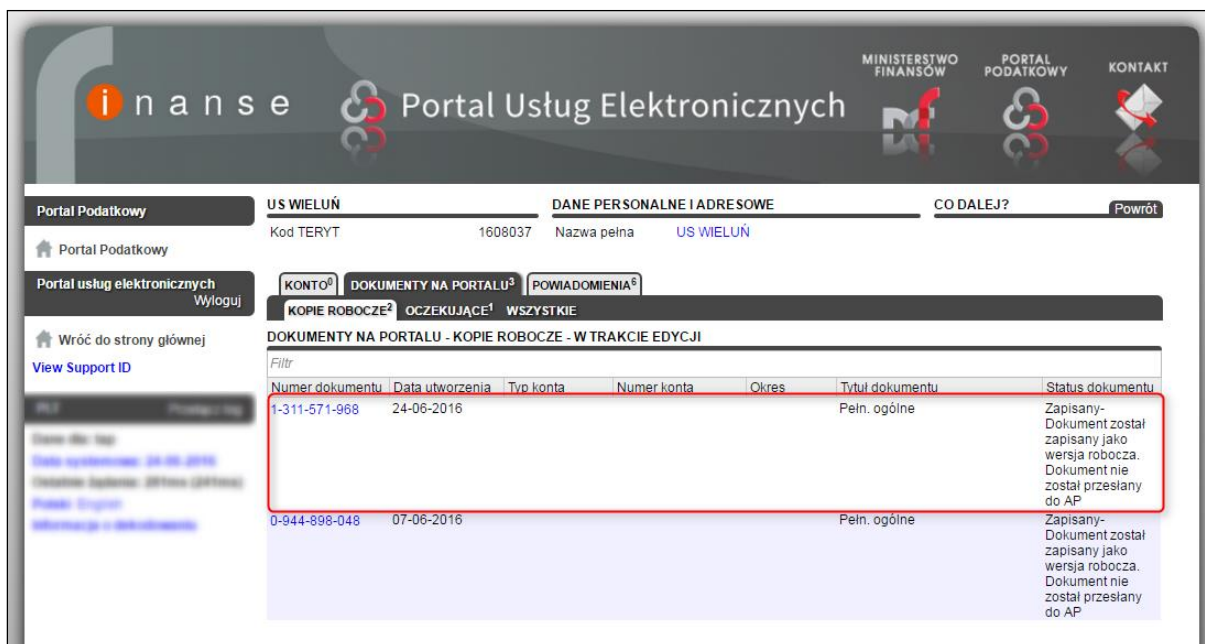 MINISTERSTWO FINANSÓW
PORTAL PODATKOWY
KONTAKT
inanse
Portal Usług Elektronicznych
Portal Podatkowy
Portal Podatkowy
Portal usług elektronicznych
Wyloguj
Wróć do strony głównej
View Support ID
US WIELUŃ
DANE PERSONALNE I ADRESOWE
CO DALEJ?
Powrót
Kod TERYT 1608037 Nazwa pełna US WIELUŃ
KONTO0 DOKUMENTY NA PORTALU3 POWIADOMIENIA6
KOPIE ROBOCZE2 OCZEKUJĄCE1 WSZYSTKIE
DOKUMENTY NA PORTALU - KOPIE ROBOCZE - W TRAKCIE EDYCJI
Filtr
Numer dokumentu Data utworzenia Typ konta Numer konta Okres Tytuł dokumentu Status dokumentu
1-311-571-968 24-06-2016 Pełn. ogólne Zapisany-
Dokument został
zapisany jako
wersja robocza.
Dokument nie
został przesłany
do AP
0-944-898-048 07-06-2016 Pełn. ogólne Zapisany-
Dokument został
zapisany jako
wersja robocza.
Dokument nie
został przesłany
do AP